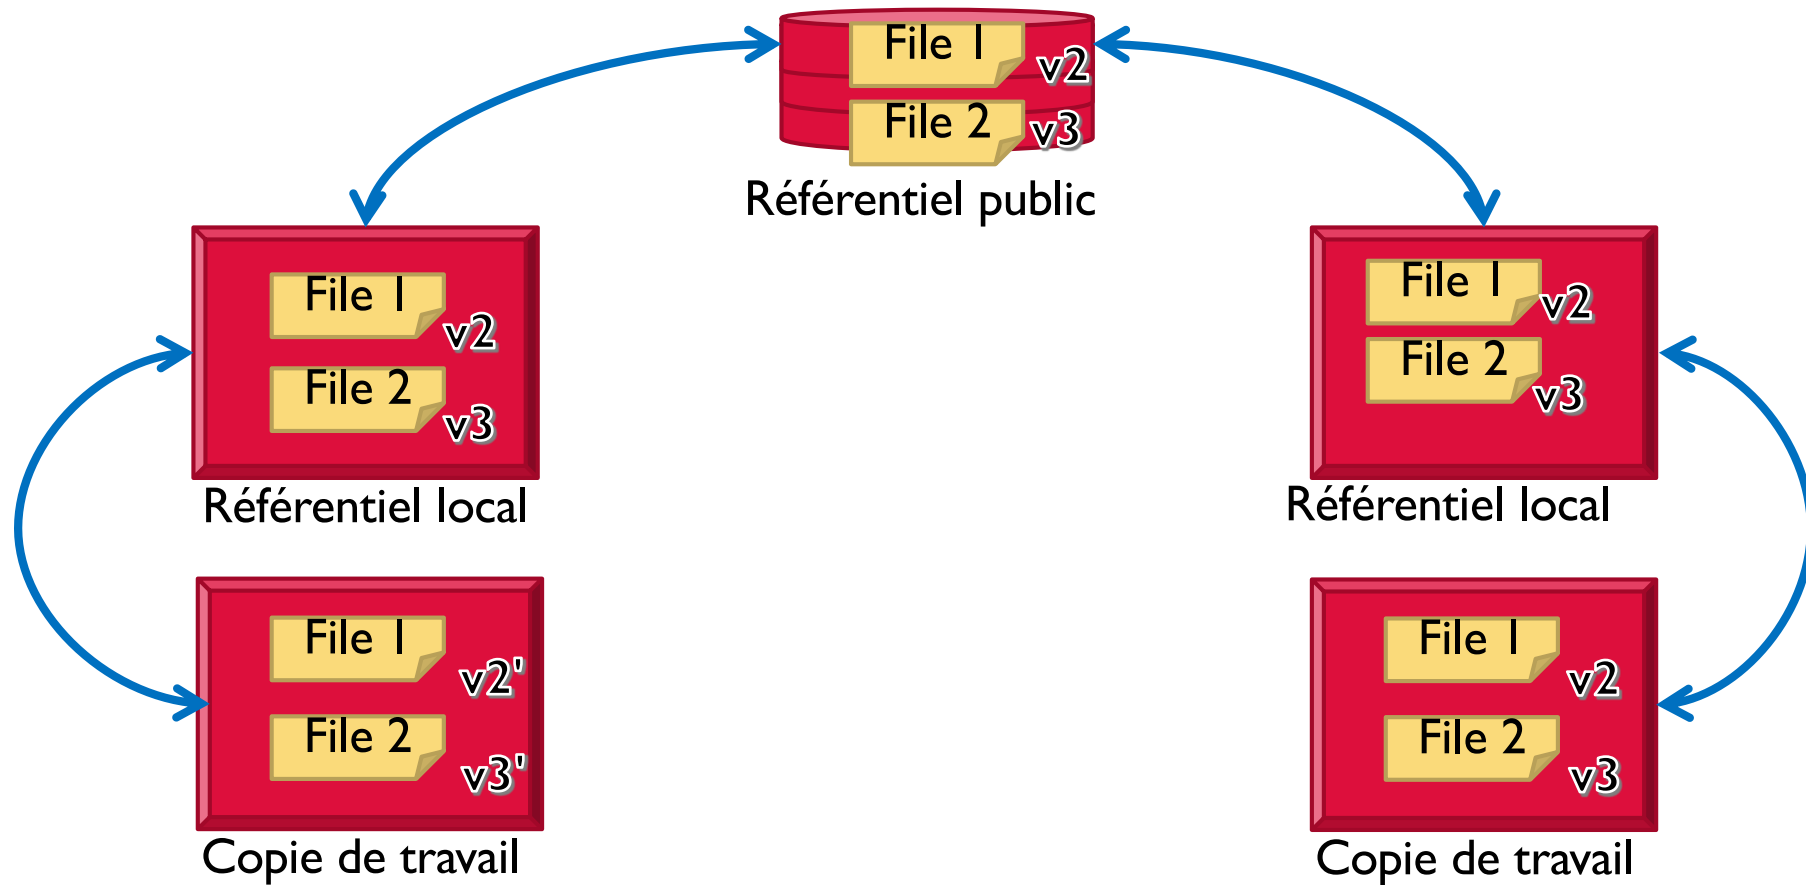 File 1
v2
File 2
v3
Référentiel public
File 1
v2
File 2
v3
Référentiel local
File 1
v2
File 2
v3
Référentiel local
File 1
v2'
File 2
v3'
Copie de travail
File 1
v2
File 2
v3
Copie de travail